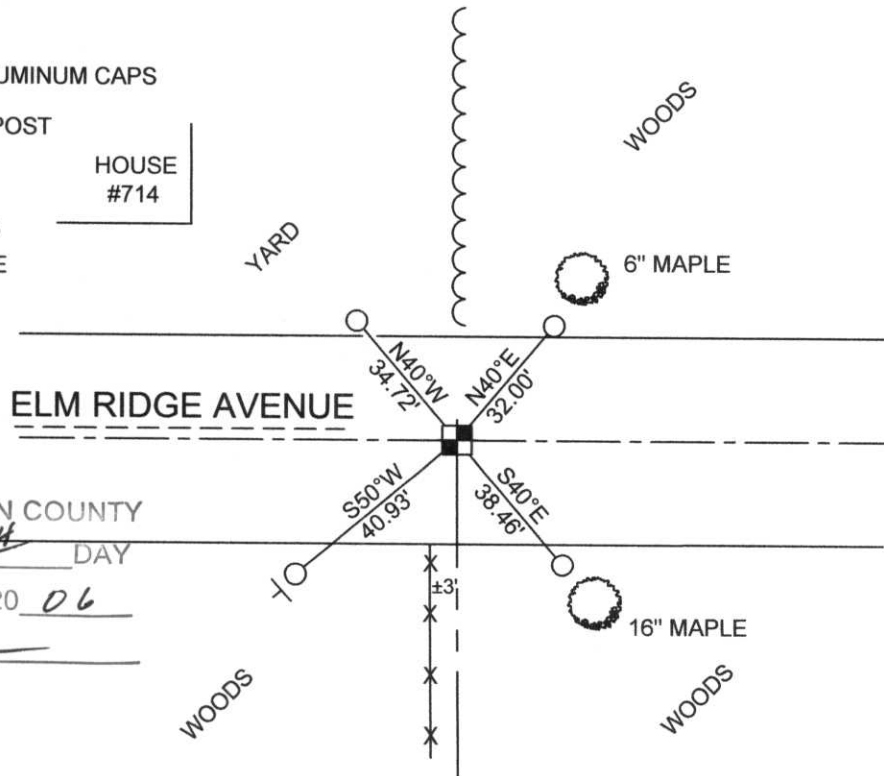 UMINUM CAPS
POST
HOUSE
#714
E
YARD
WOODS
6" MAPLE
N40°W
34.72'
N40°E
32.00'
ELM RIDGE AVENUE
S50°W
40.93'
S40°E
38.46'
N COUNTY
DAY
20 06
±3'
16" MAPLE
WOODS
WOODS